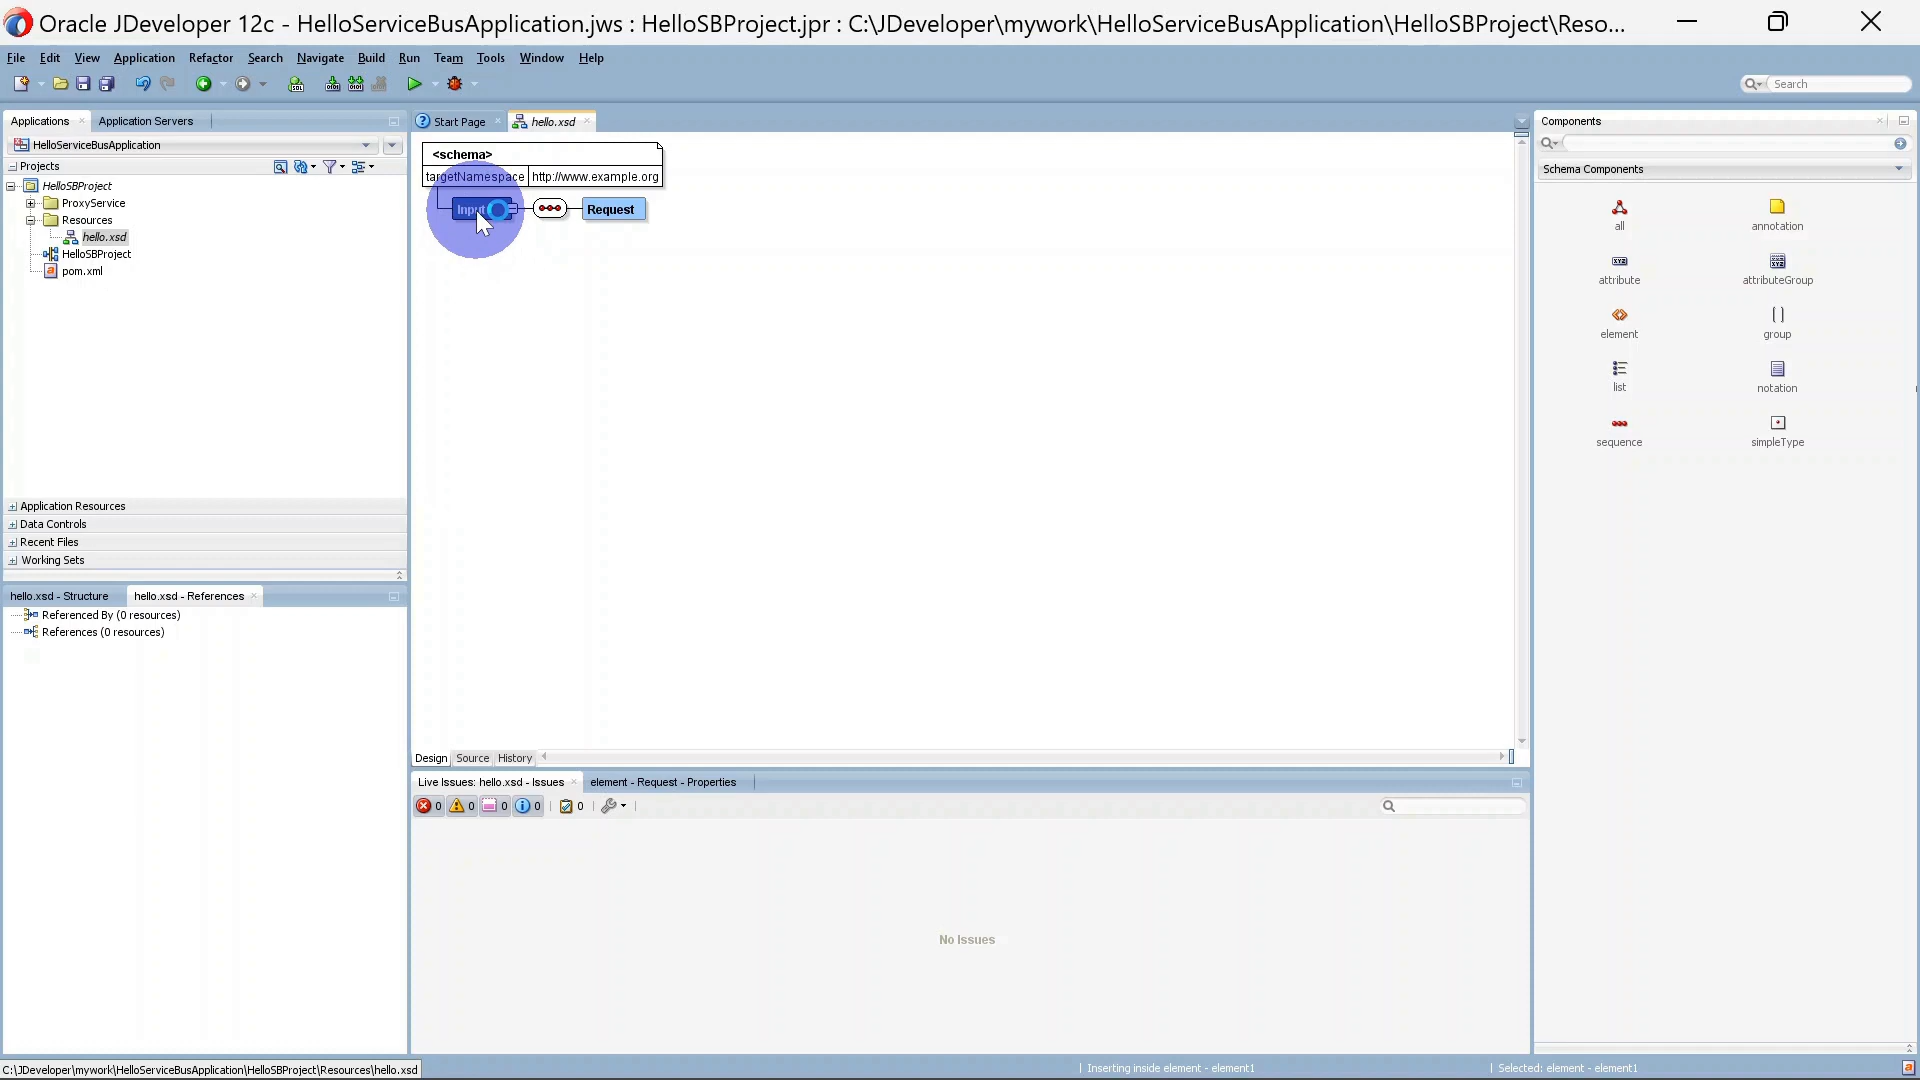 Oracle JDeveloper 12c - HelloServiceBusApplication.jws : HelloSBProject.jpr : C:\JDeveloper\mywork\HelloServiceBusApplication\HelloSBProject\Reso...
File Edit View Application Refactor Search Navigate Build Run Team Tools Window Help
Search
Applications Application Servers
Start Page hello.xsd
Components
HelloServiceBusApplication
Projects
HelloSBProject
ProxyService
Resources
hello.xsd
HelloSBProject
pom.xml
Application Resources
Data Controls
Recent Files
Working Sets
hello.xsd - Structure hello.xsd - References
Referenced By (0 resources)
References (0 resources)
<schema>
targetNamespace http://www.example.org
Input Request
Design Source History
Live Issues: hello.xsd - Issues element - Request - Properties
0 0 0 0 0
No Issues
Schema Components
all annotation
attribute attributeGroup
element group
list notation
sequence simpleType
C:\JDeveloper\mywork\HelloServiceBusApplication\HelloSBProject\Resources\hello.xsd
Inserting inside element - element1
Selected: element - element1